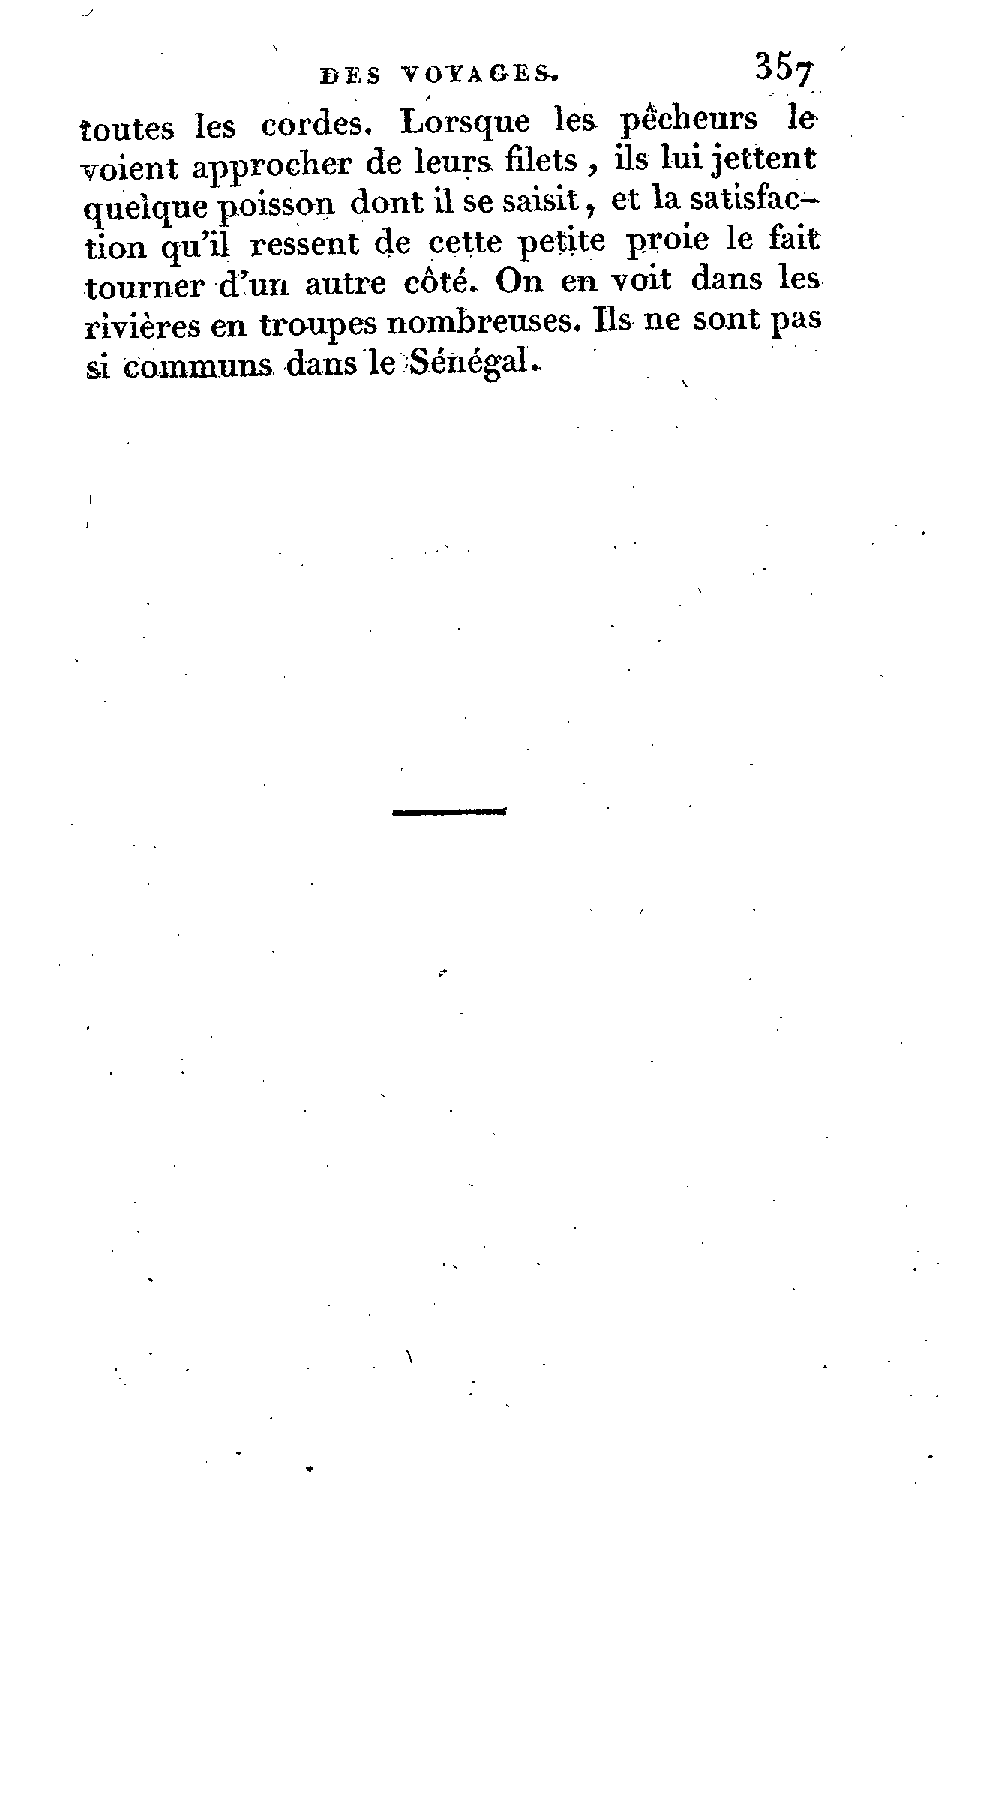 DES VOYAGES. 357
toutes les cordes. Lorsque les pêcheurs le
voient approcher de leurs filets, ils lui jettent
quelque poisson dont il se saisit, et la satisfac-
tion qu'il ressent de cette petite proie le fait
tourner d'un autre côté. On en voit dans les
rivières en troupes nombreuses. Ils ne sont pas
si communs dans le Sénégal.